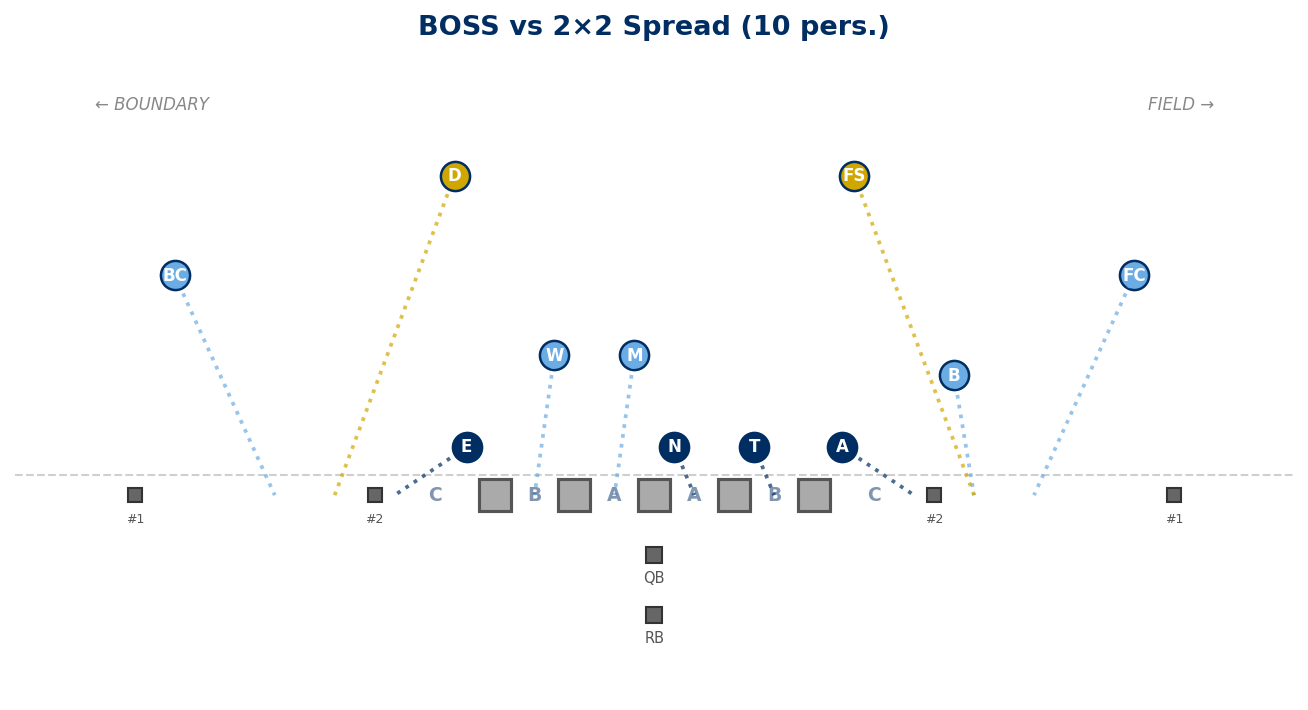 BOSS vs 2×2 Spread (10 pers.)
← BOUNDARY
FIELD →
D
FS
BC
FC
W
M
B
E
N
T
A
C
B
A
A
B
C
#1
#2
#2
#1
QB
RB